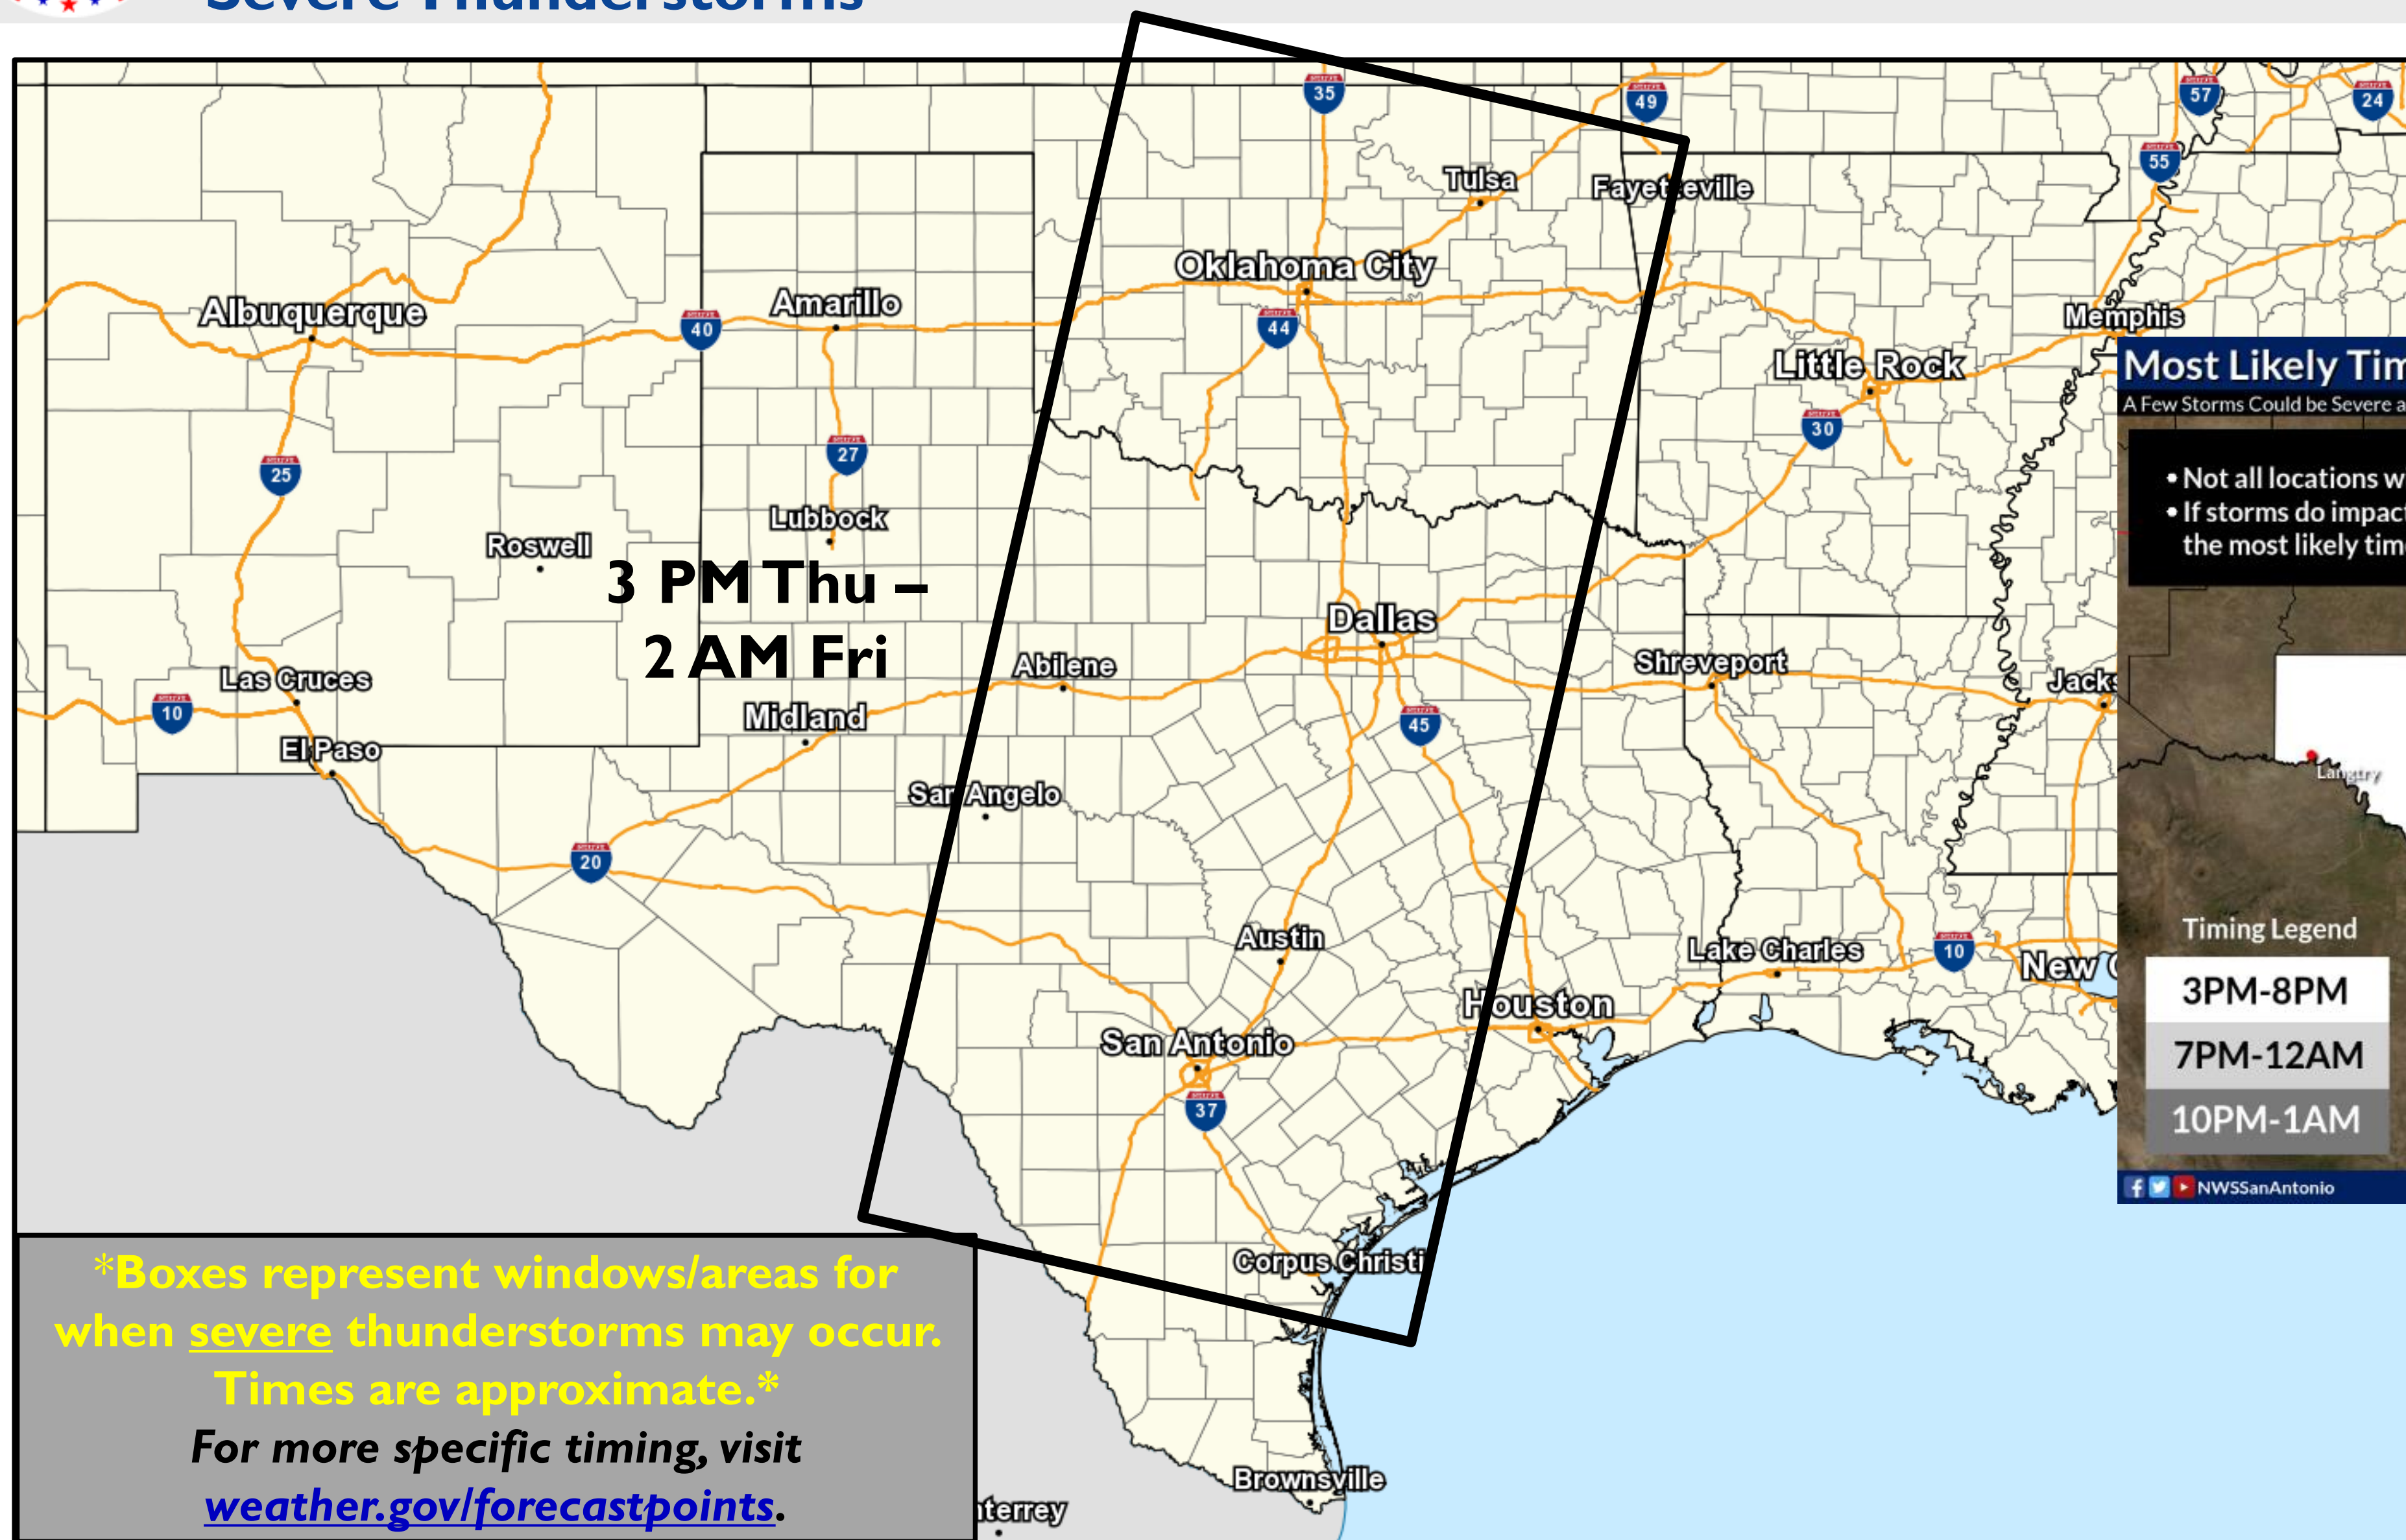 Severe Thunderstorms
35
49
57
24
55
Tulsa
Fayetteville
Oklahoma City
Albuquerque
Amarillo
40
44
Memphis
Little Rock
30
25
27
Lubbock
Roswell
3 PM Thu –
2 AM Fri
Dallas
Abilene
Shreveport
Las Cruces
10
Midland
45
El Paso
San Angelo
20
Austin
Lake Charles
10
New
Houston
San Antonio
37
Corpus Christi
Brownsville
Most Likely
A Few Storms Could be Severe
• Not all locations
• If storms do impact
the most likely
Langtry
Timing Legend
3PM-8PM
7PM-12AM
10PM-1AM
NWSSanAntonio
*Boxes represent windows/areas for
when severe thunderstorms may occur.
Times are approximate.*
For more specific timing, visit
weather.gov/forecastpoints.